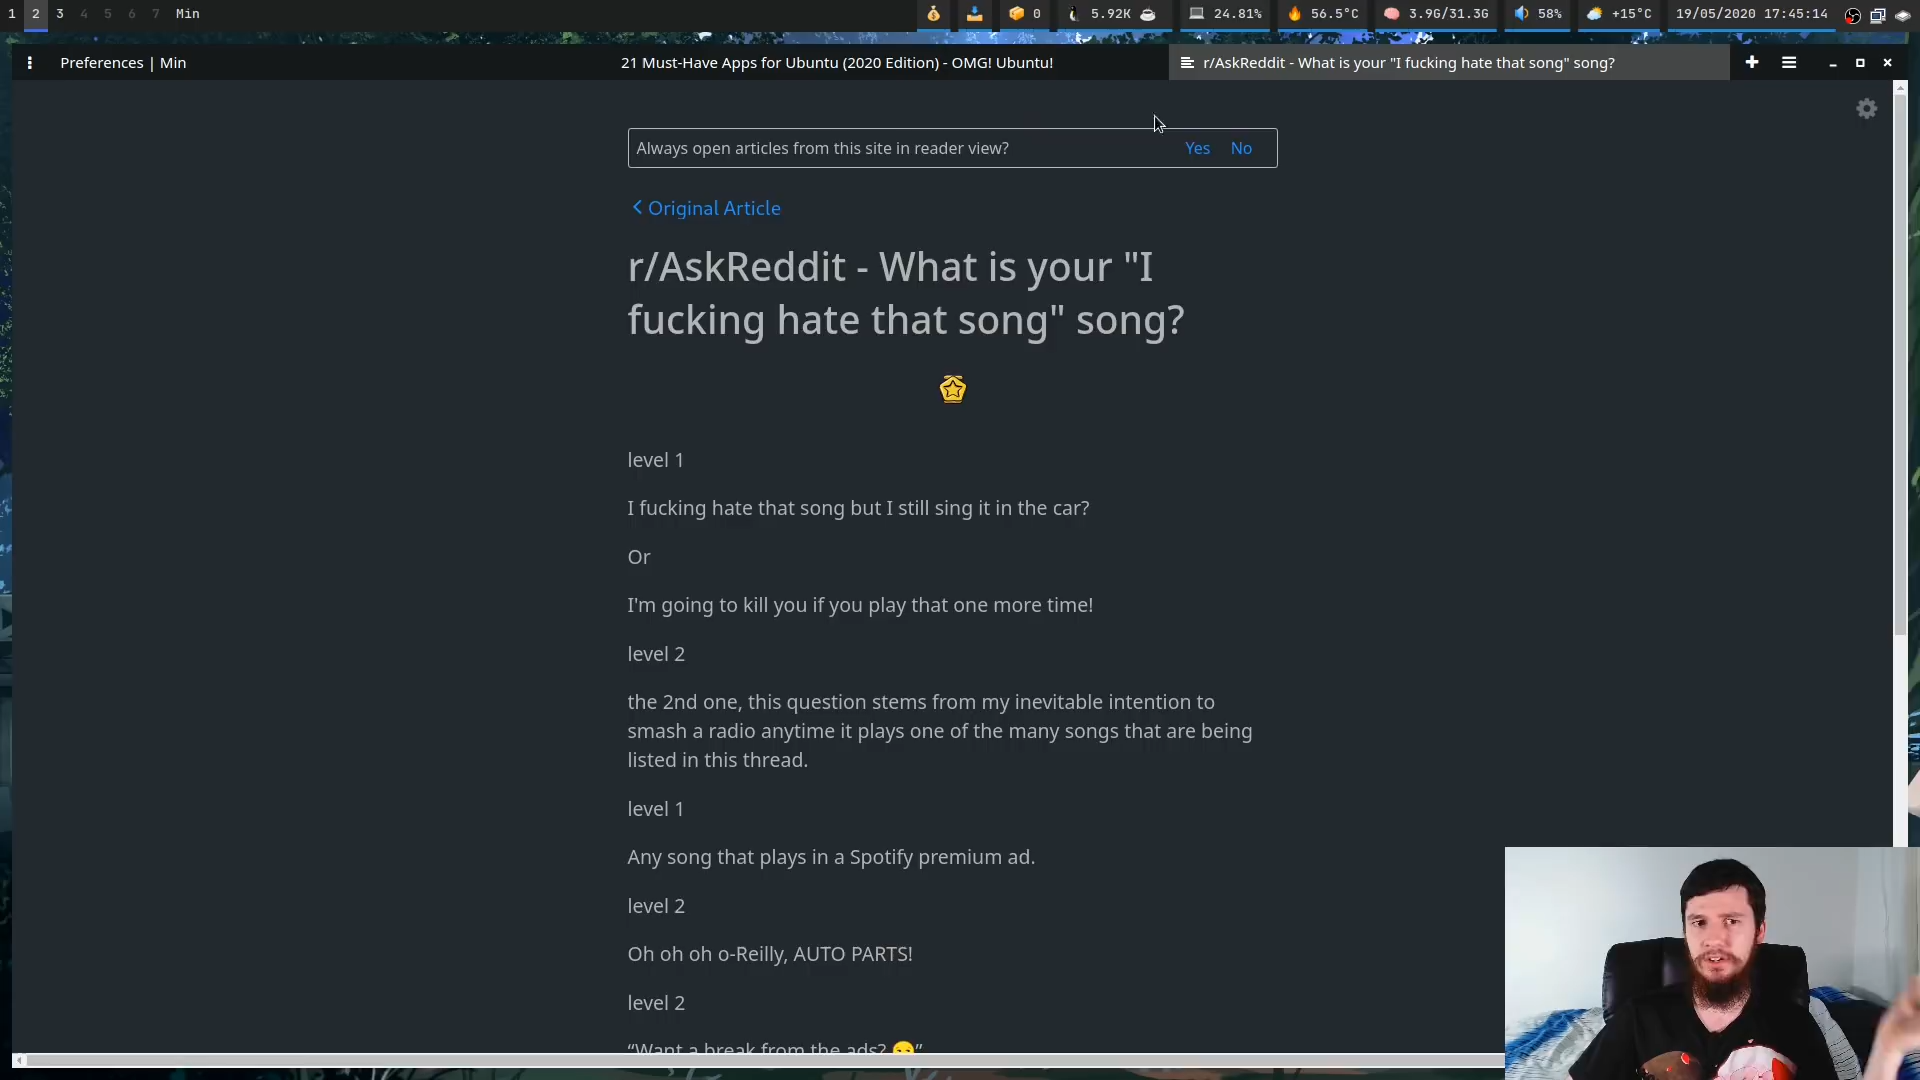 1 2 3 4 5 6 7 Min
0 5.92K 24.81% 56.5°C 3.9G/31.3G 58% +15°C 19/05/2020 17:45:14
Preferences | Min
21 Must-Have Apps for Ubuntu (2020 Edition) - OMG! Ubuntu!
r/AskReddit - What is your "I fucking hate that song" song?
Always open articles from this site in reader view? Yes No
Original Article
r/AskReddit - What is your "I
fucking hate that song" song?
level 1
I fucking hate that song but I still sing it in the car?
Or
I'm going to kill you if you play that one more time!
level 2
the 2nd one, this question stems from my inevitable intention to
smash a radio anytime it plays one of the many songs that are being
listed in this thread.
level 1
Any song that plays in a Spotify premium ad.
level 2
Oh oh oh o-Reilly, AUTO PARTS!
level 2
“Want a break from the ads? 😏”